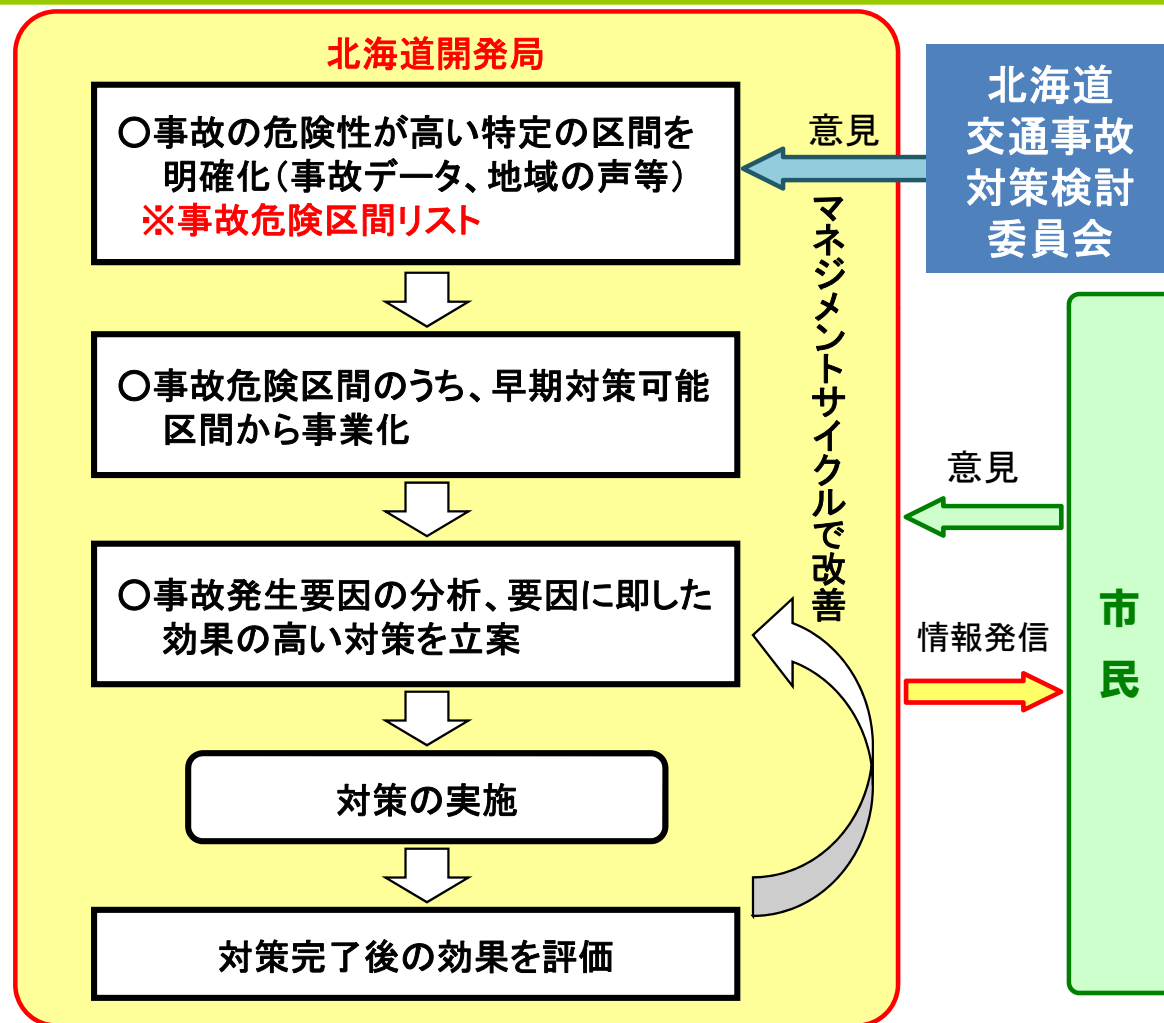 北海道開発局
〇事故の危険性が高い特定の区間を
明確化(事故データ、地域の声等)
※事故危険区間リスト
〇事故危険区間のうち、早期対策可能
区間から事業化
〇事故発生要因の分析、要因に即した
効果の高い対策を立案
対策の実施
対策完了後の効果を評価
マネジメントサイクルで改善
意見
北海道
交通事故
対策検討
委員会
意見
情報発信
市民